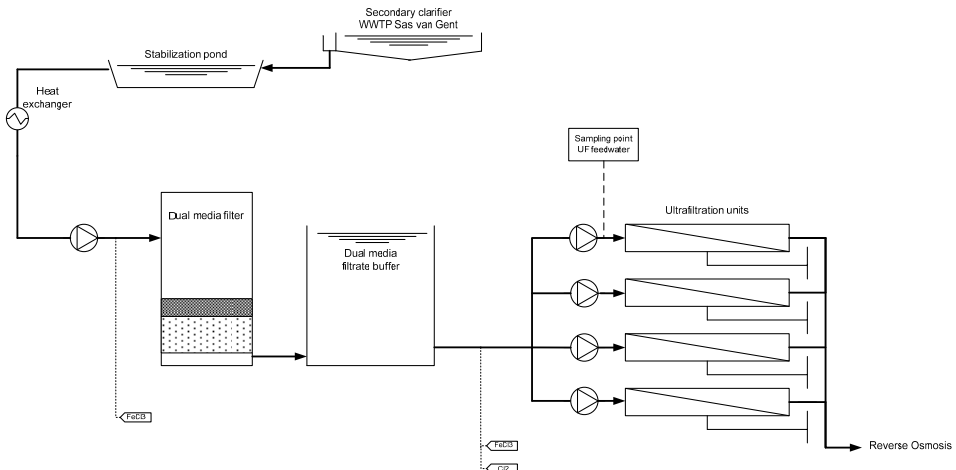 Secondary clarifier
WWTP Sas van Gent
Stabilization pond
Heat
exchanger
Sampling point
UF feedwater
Dual media filter
Dual media
filtrate buffer
Ultrafiltration units
FeCl3
FeCl3
Cl2
Reverse Osmosis